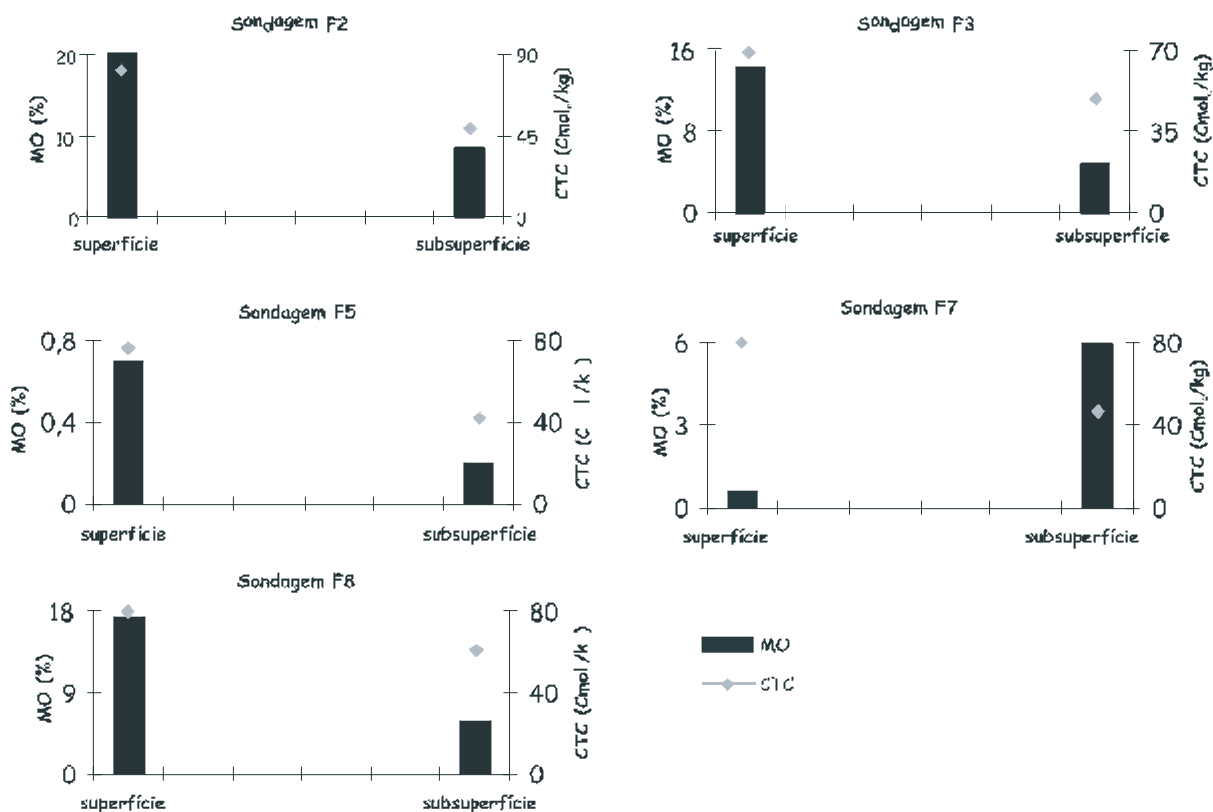 Sondagem F2
20
10
0
MO (%)
90
45
CTC (Cmol/kg)
superfície
subsuperfície
Sondagem F3
16
8
0
MO (%)
70
35
0
CTC (Cmol/kg)
superfície
subsuperfície
Sondagem F5
0,8
0,4
0
MO (%)
80
40
0
CTC (C l/k )
superfície
subsuperfície
Sondagem F7
6
3
0
MO (%)
80
40
0
CTC (Cmol/kg)
superfície
subsuperfície
Sondagem F8
18
9
0
MO (%)
80
40
0
CTC (Cmol/k )
superfície
subsuperfície
MO
CTC